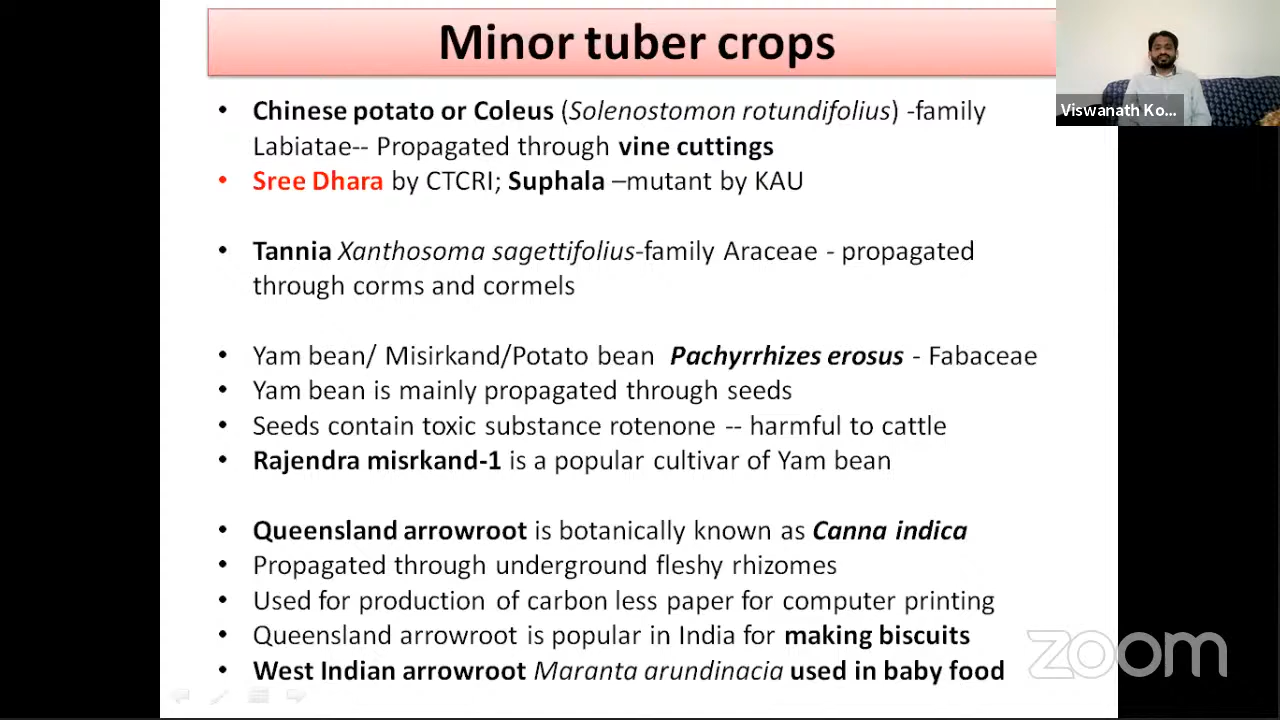 Minor tuber crops
Viswanath Ko...
• Chinese potato or Coleus (Solenostomon rotundifolius) -family
Labiatae-- Propagated through vine cuttings
• Sree Dhara by CTCRI; Suphala –mutant by KAU
• Tannia Xanthosoma sagettifolius-family Araceae - propagated
through corms and cormels
• Yam bean/ Misirkand/Potato bean Pachyrrhizes erosus - Fabaceae
• Yam bean is mainly propagated through seeds
• Seeds contain toxic substance rotenone -- harmful to cattle
• Rajendra misrkand-1 is a popular cultivar of Yam bean
• Queensland arrowroot is botanically known as Canna indica
• Propagated through underground fleshy rhizomes
• Used for production of carbon less paper for computer printing
• Queensland arrowroot is popular in India for making biscuits
• West Indian arrowroot Maranta arundinacia used in baby food
zoom